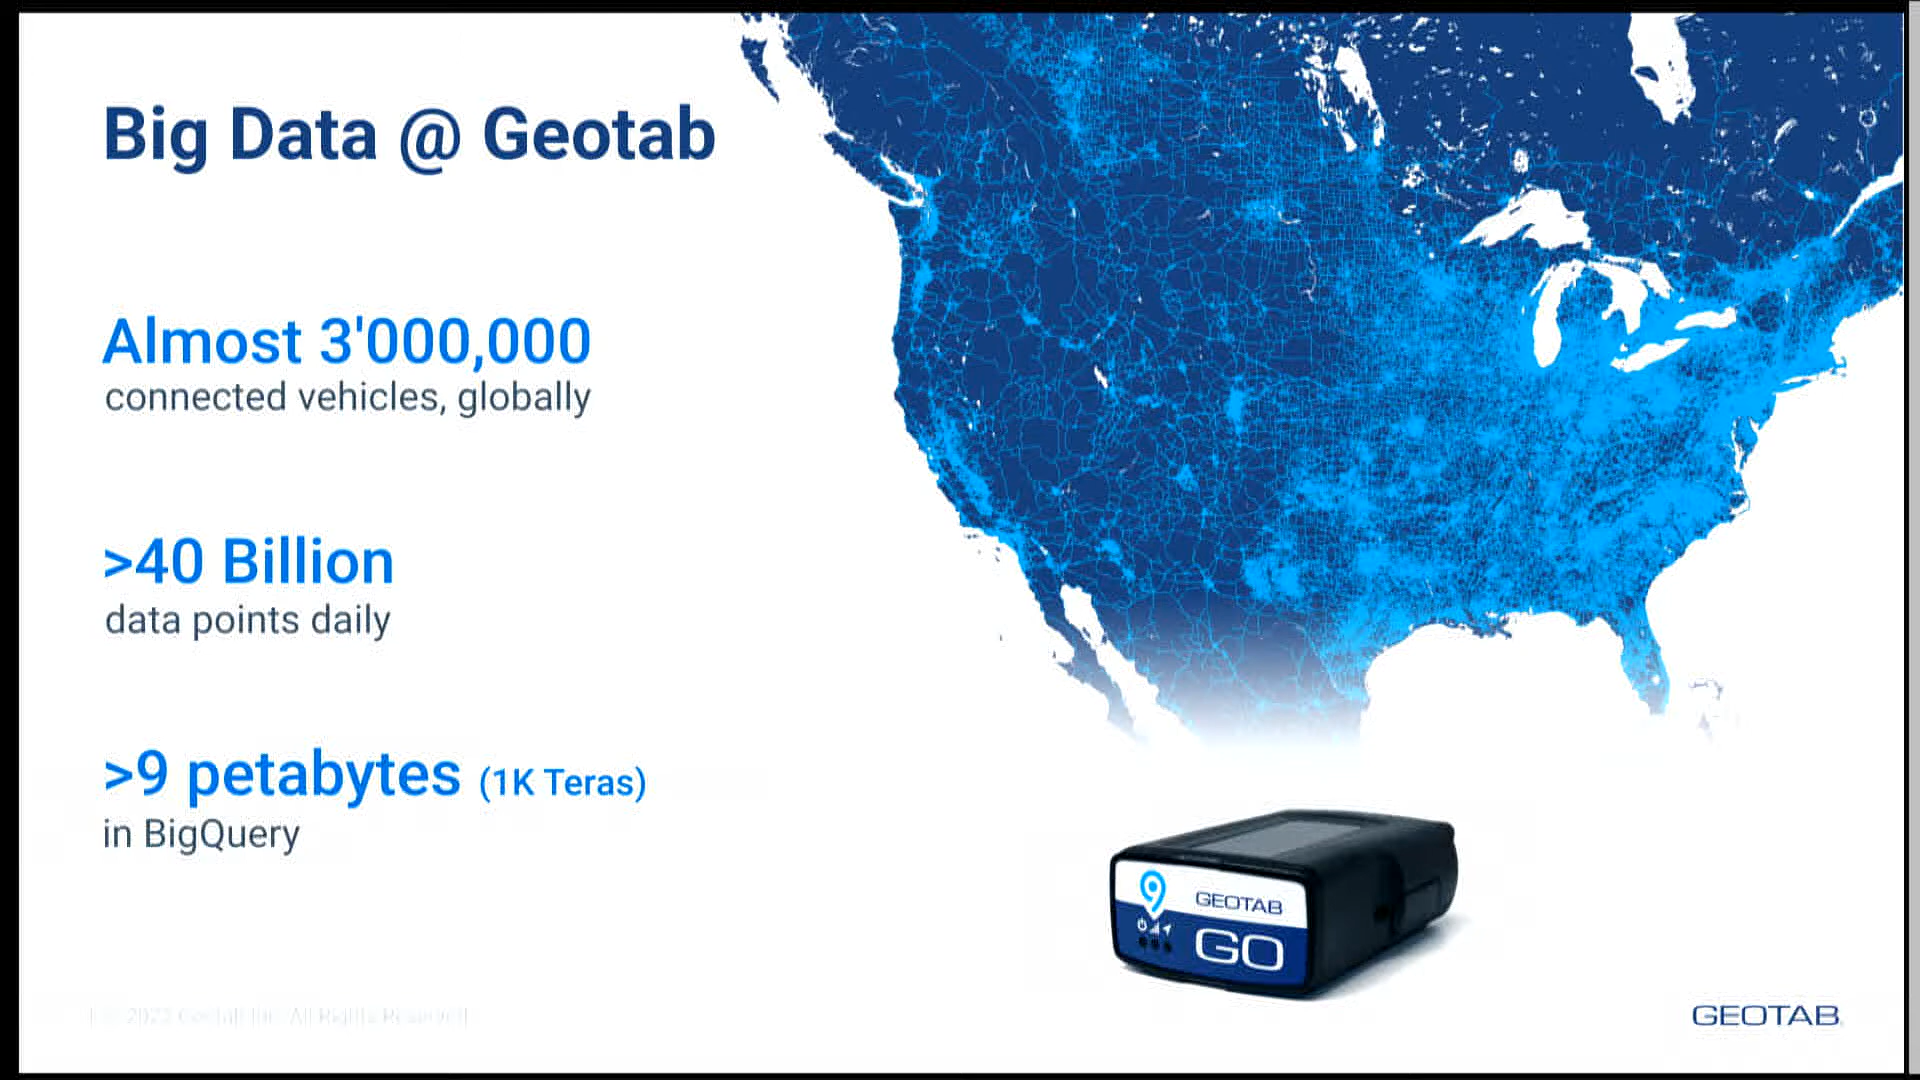 Big Data @ Geotab
Almost 3'000,000
connected vehicles, globally
>40 Billion
data points daily
>9 petabytes (1K Teras)
in BigQuery
9
GEOTAB
GO
GEOTAB